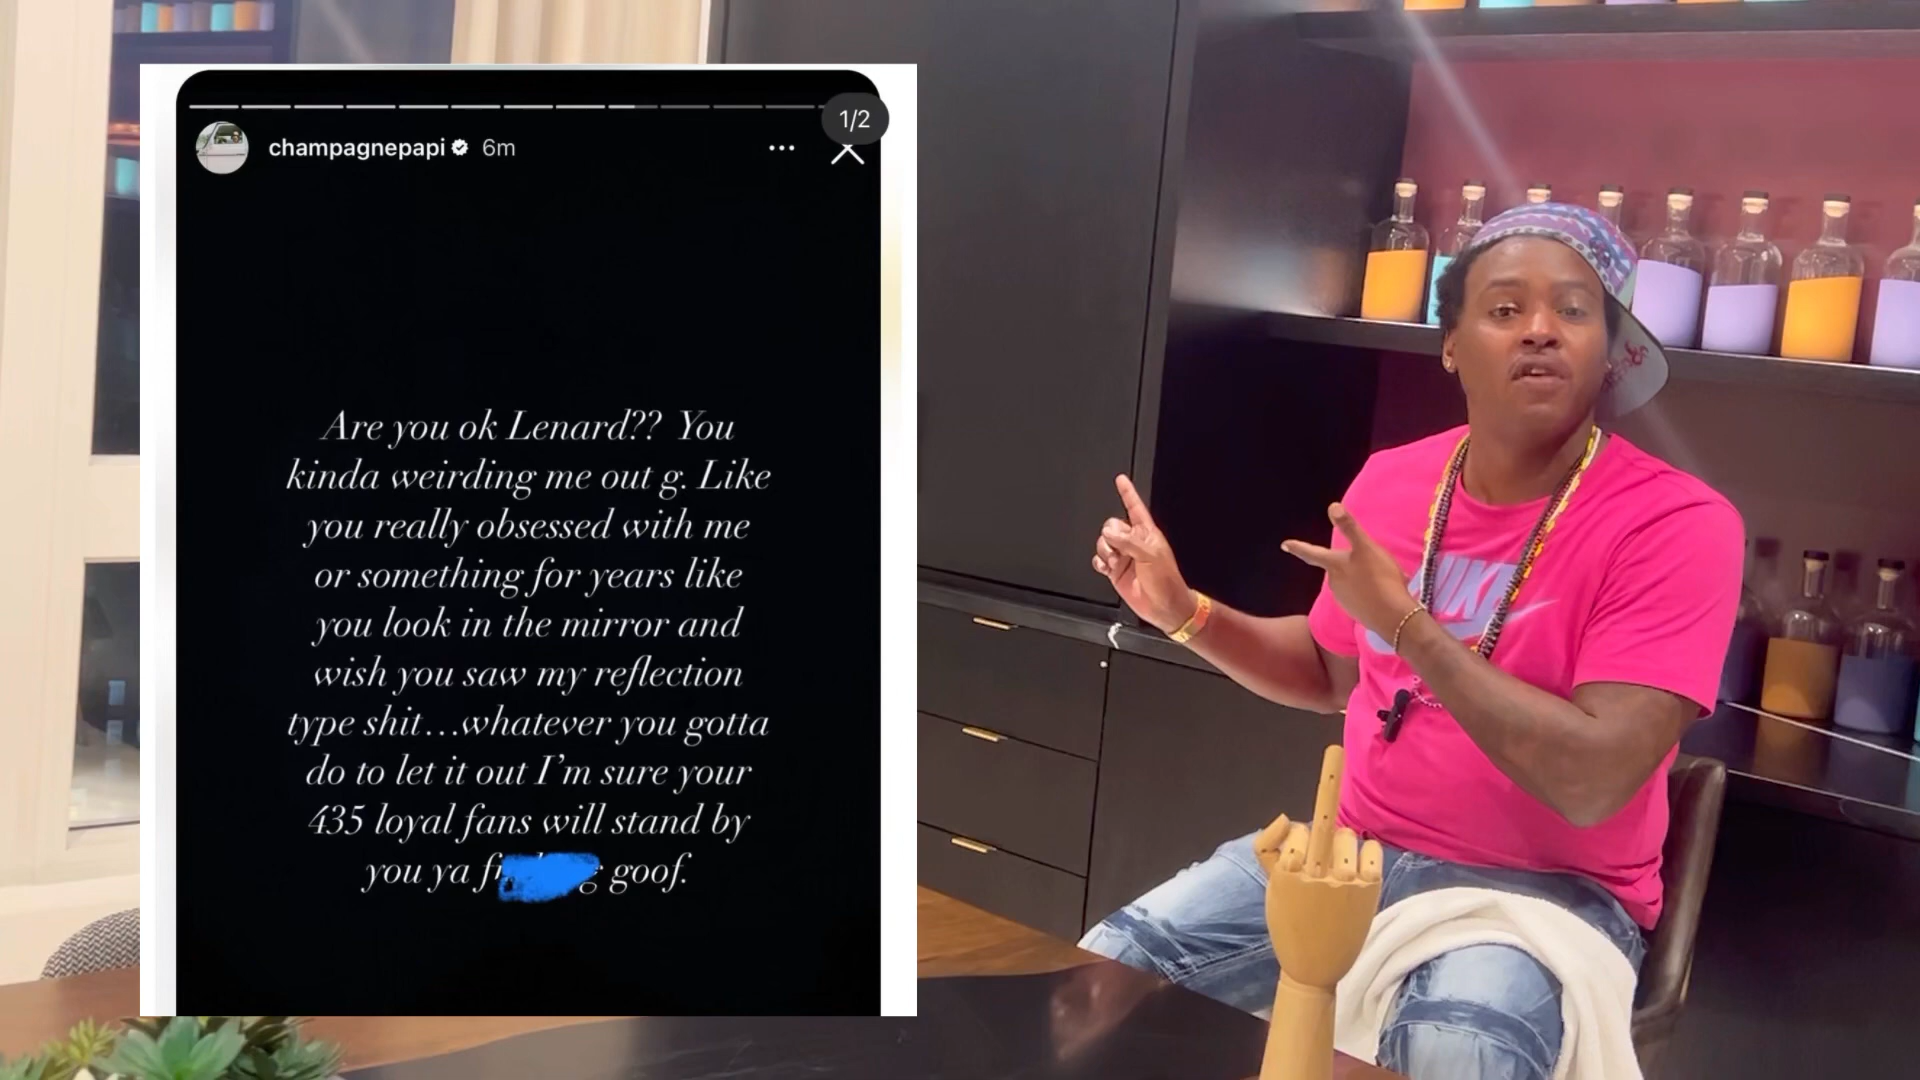 1/2
champagnepapi 6m
Are you ok Lenard?? You
kinda weirding me out g. Like
you really obsessed with me
or something for years like
you look in the mirror and
wish you saw my reflection
type shit...whatever you gotta
do to let it out I'm sure your
435 loyal fans will stand by
you ya goof.
NIKE